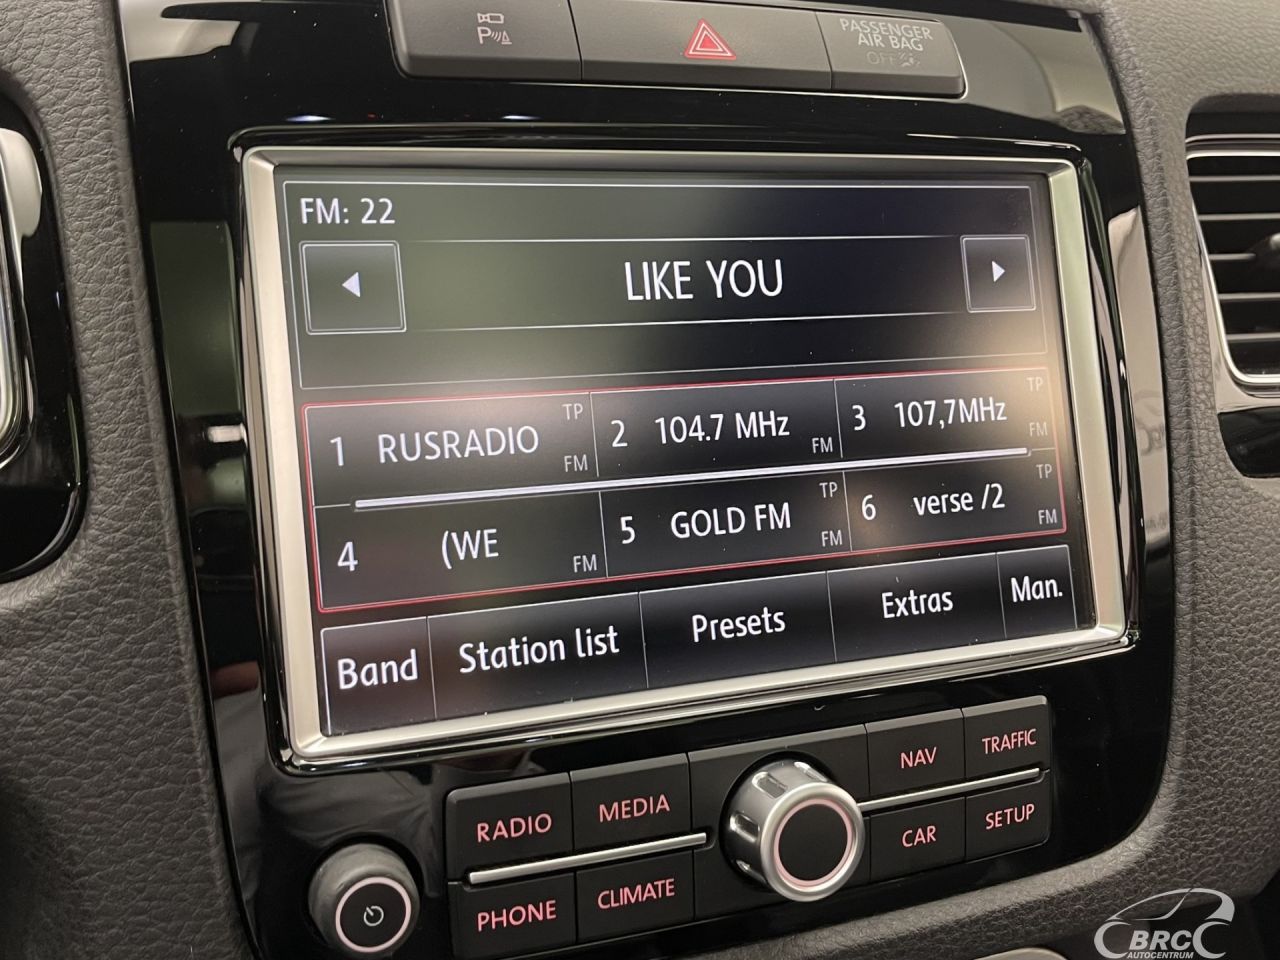 P
PASSENGER
AIR BAG
OFF
FM: 22
LIKE YOU
1 RUSRADIO TP FM
2 104.7 MHz FM
3 107,7MHz TP FM
4 (WE FM
5 GOLD FM TP FM
6 verse /2 TP FM
Band Station list Presets Extras Man.
RADIO MEDIA NAV TRAFFIC
PHONE CLIMATE CAR SETUP
BRC
AUTOCENTRUM